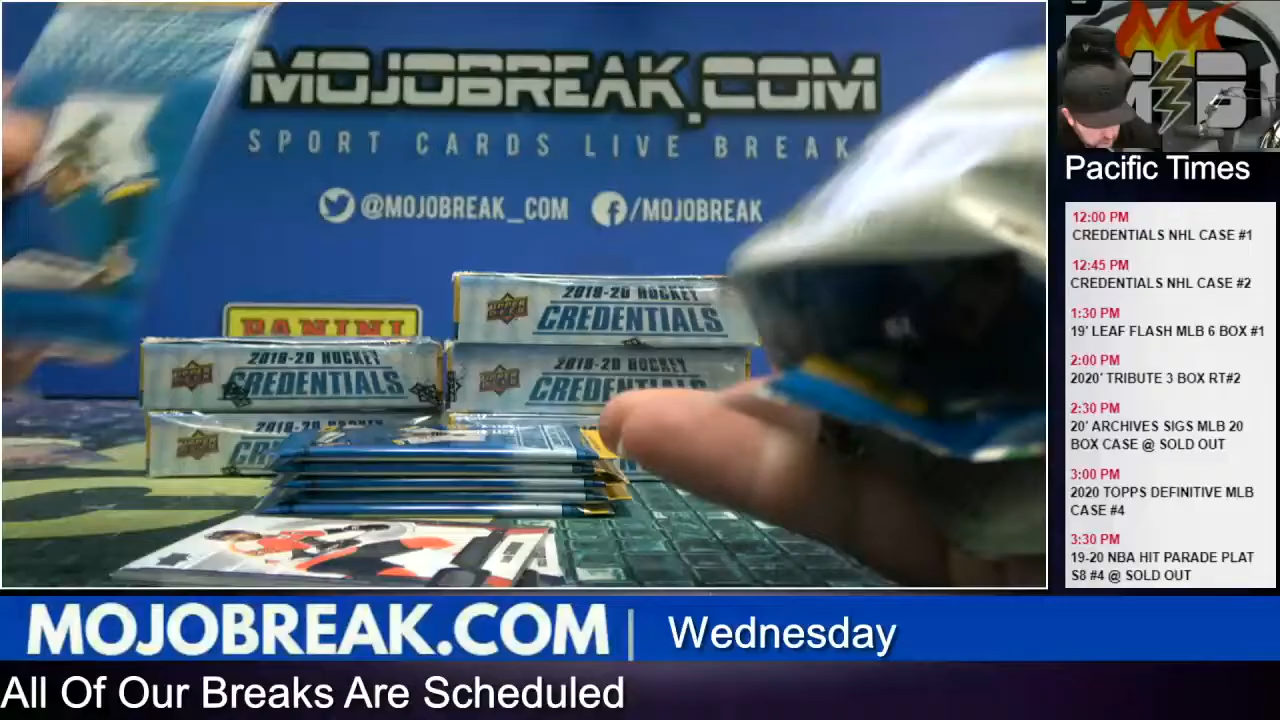 MOJOBREAK.COM
SPORT CARDS LIVE BREAK
@MOJOBREAK_COM
/MOJOBREAK
PANINI
UPPER DECK
2019-20 HOCKEY
CREDENTIALS
2019-20 HOCKEY
CREDENTIALS
2019-20 HOCKEY
CREDENTIALS
MB
Pacific Times
12:00 PM
CREDENTIALS NHL CASE #1
12:45 PM
CREDENTIALS NHL CASE #2
1:30 PM
19' LEAF FLASH MLB 6 BOX #1
2:00 PM
2020' TRIBUTE 3 BOX RT#2
2:30 PM
20' ARCHIVES SIGS MLB 20
BOX CASE @ SOLD OUT
3:00 PM
2020 TOPPS DEFINITIVE MLB
CASE #4
3:30 PM
19-20 NBA HIT PARADE PLAT
S8 #4 @ SOLD OUT
MOJOBREAK.COM
Wednesday
All Of Our Breaks Are Scheduled